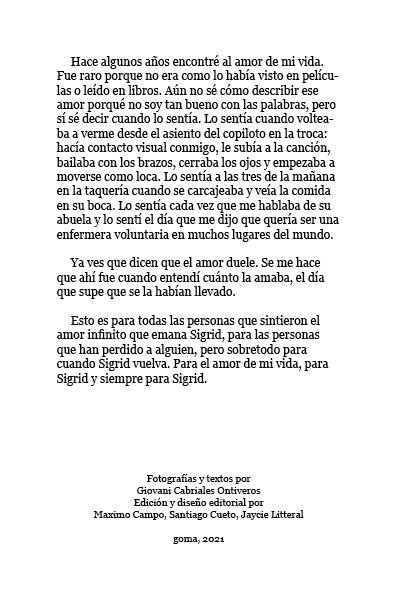 Hace algunos años encontré al amor de mi vida.
Fue raro porque no era como lo había visto en pelícu-
las o leído en libros. Aún no sé cómo describir ese
amor porqué no soy tan bueno con las palabras, pero
sí sé decir cuando lo sentía. Lo sentía cuando voltea-
ba a verme desde el asiento del copiloto en la troca:
hacía contacto visual conmigo, le subía a la canción,
bailaba con los brazos, cerraba los ojos y empezaba a
moverse como loca. Lo sentía a las tres de la mañana
en la taquería cuando se carcajeaba y veía la comida
en su boca. Lo sentía cada vez que me hablaba de su
abuela y lo sentí el día que me dijo que quería ser una
enfermera voluntaria en muchos lugares del mundo.
Ya ves que dicen que el amor duele. Se me hace
que ahí fue cuando entendí cuánto la amaba, el día
que supe que se la habían llevado.
Esto es para todas las personas que sintieron el
amor infinito que emana Sigrid, para las personas
que han perdido a alguien, pero sobretodo para
cuando Sigrid vuelva. Para el amor de mi vida, para
Sigrid y siempre para Sigrid.
Fotografías y textos por
Giovani Cabriales Ontiveros
Edición y diseño editorial por
Maximo Campo, Santiago Cueto, Jaycie Litteral
goma, 2021